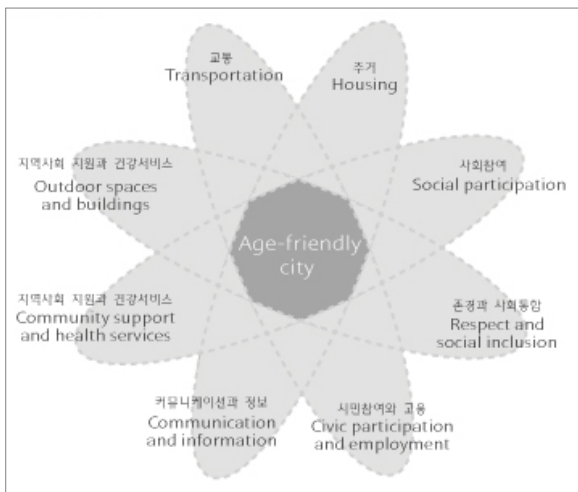 교통
Transportation
주거
Housing
지역사회 지원과 건강서비스
Outdoor spaces
and buildings
사회참여
Social participation
Age-friendly
city
지역사회 지원과 건강서비스
Community support
and health services
존경과 사회통합
Respect and
social inclusion
커뮤니케이션과 정보
Communication
and information
시민참여와 고용
Civic participation
and employment